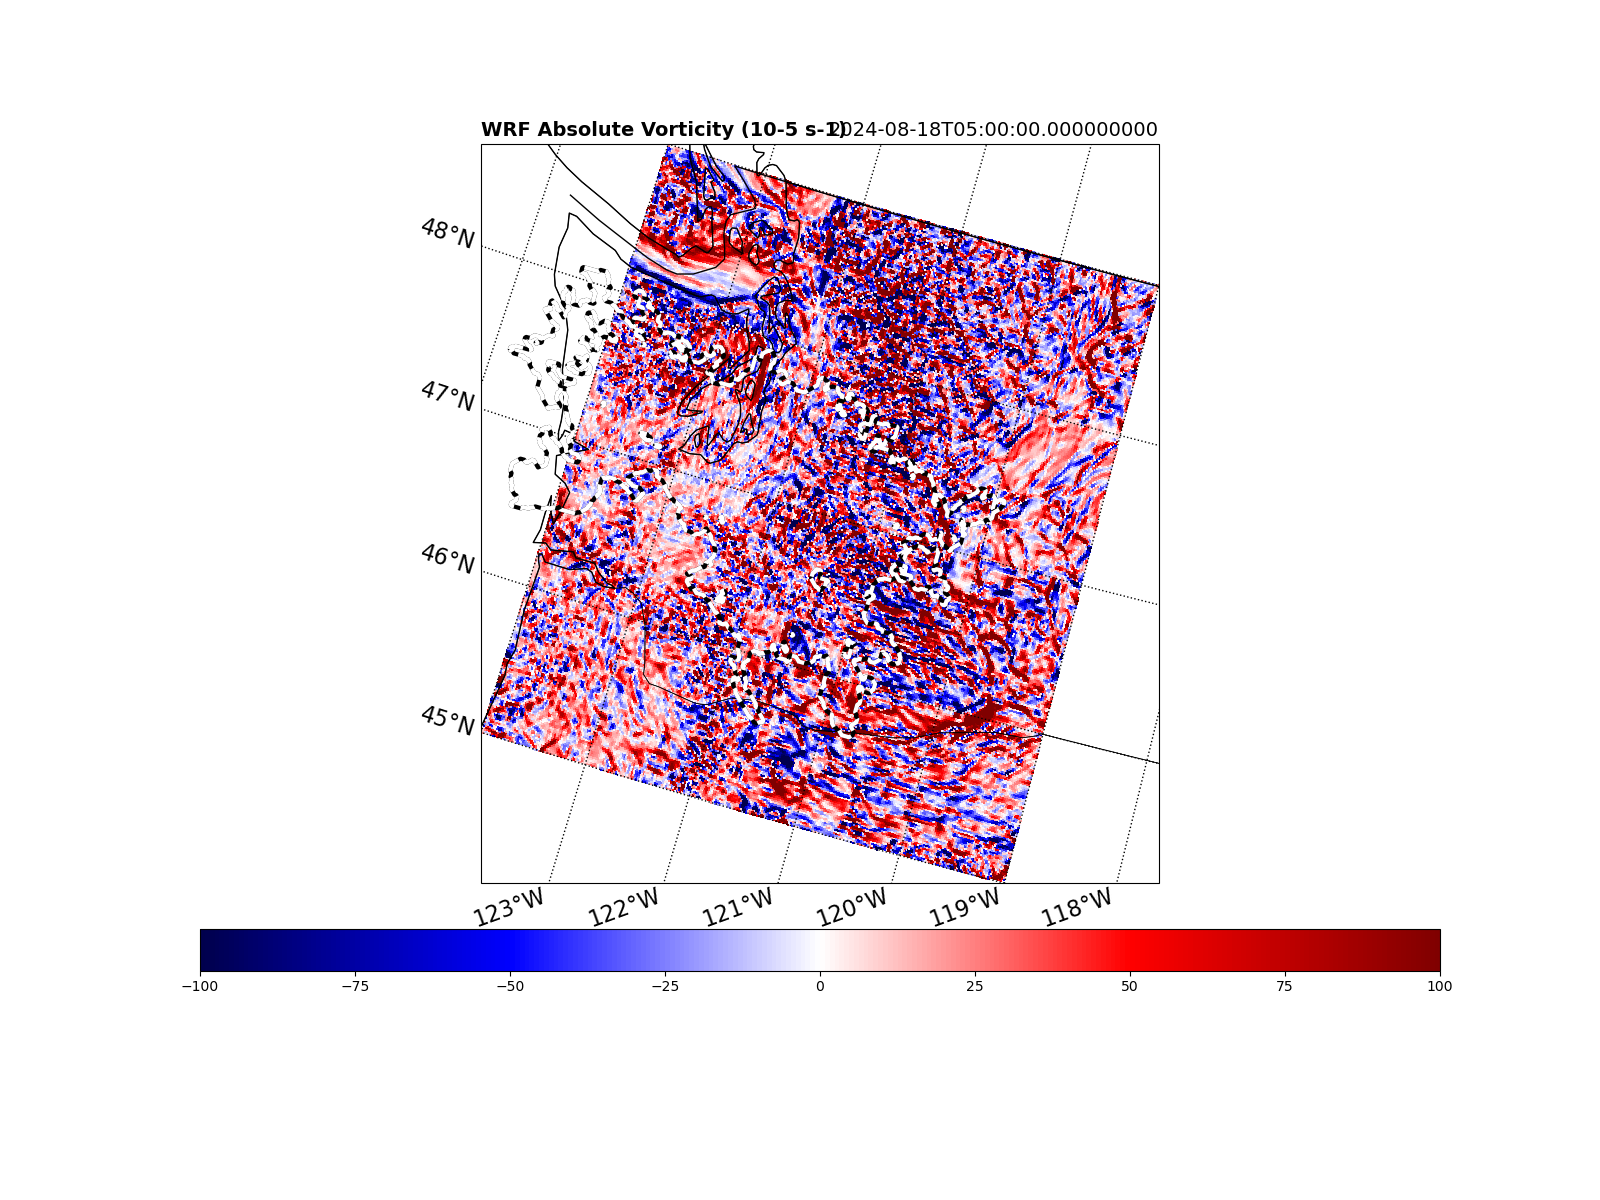 WRF Absolute Vorticity (10-5 s-1) 2024-08-18T05:00:00.000000000
48°N
47°N
46°N
45°N
123°W 122°W 121°W 120°W 119°W 118°W
−100 −75 −50 −25 0 25 50 75 100